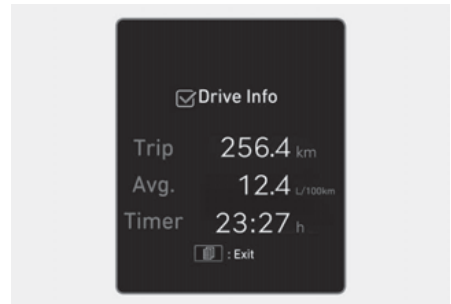 Drive Info
Trip 256.4 km
Avg. 12.4 L/100km
Timer 23:27 h
: Exit